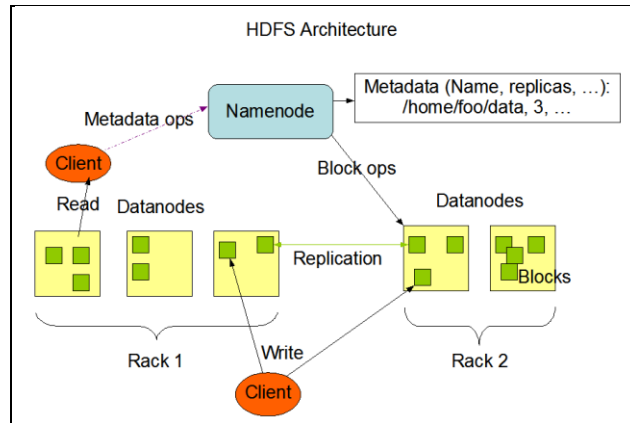 HDFS Architecture
Metadata (Name, replicas, …):
/home/foo/data, 3, …
Namenode
Metadata ops
Client
Block ops
Read
Datanodes
Datanodes
Replication
Blocks
Rack 1
Write
Rack 2
Client